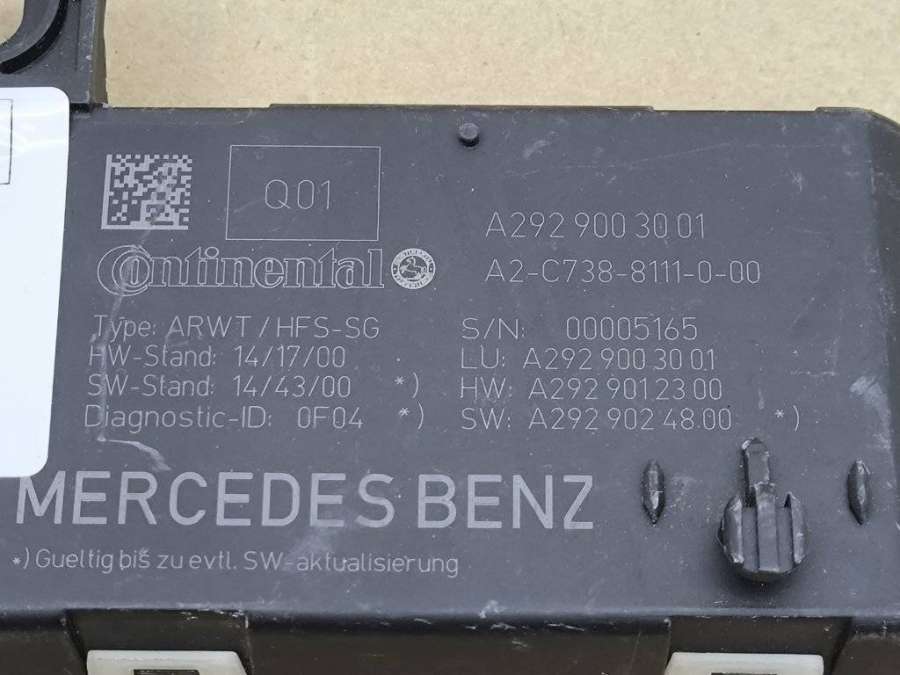 Q01
A292 900 30 01
Continental
A2-C738-8111-0-00
Type: ARWT/HFS-SG
S/N: 00005165
HW-Stand: 14/17/00
LU: A292 900 30 01
SW-Stand: 14/43/00 *)
HW: A292 901 23 00
Diagnostic-ID: 0F04 *)
SW: A292 902 48 00 *)
MERCEDES BENZ
*) Gueltig bis zu evtl. SW-aktualisierung